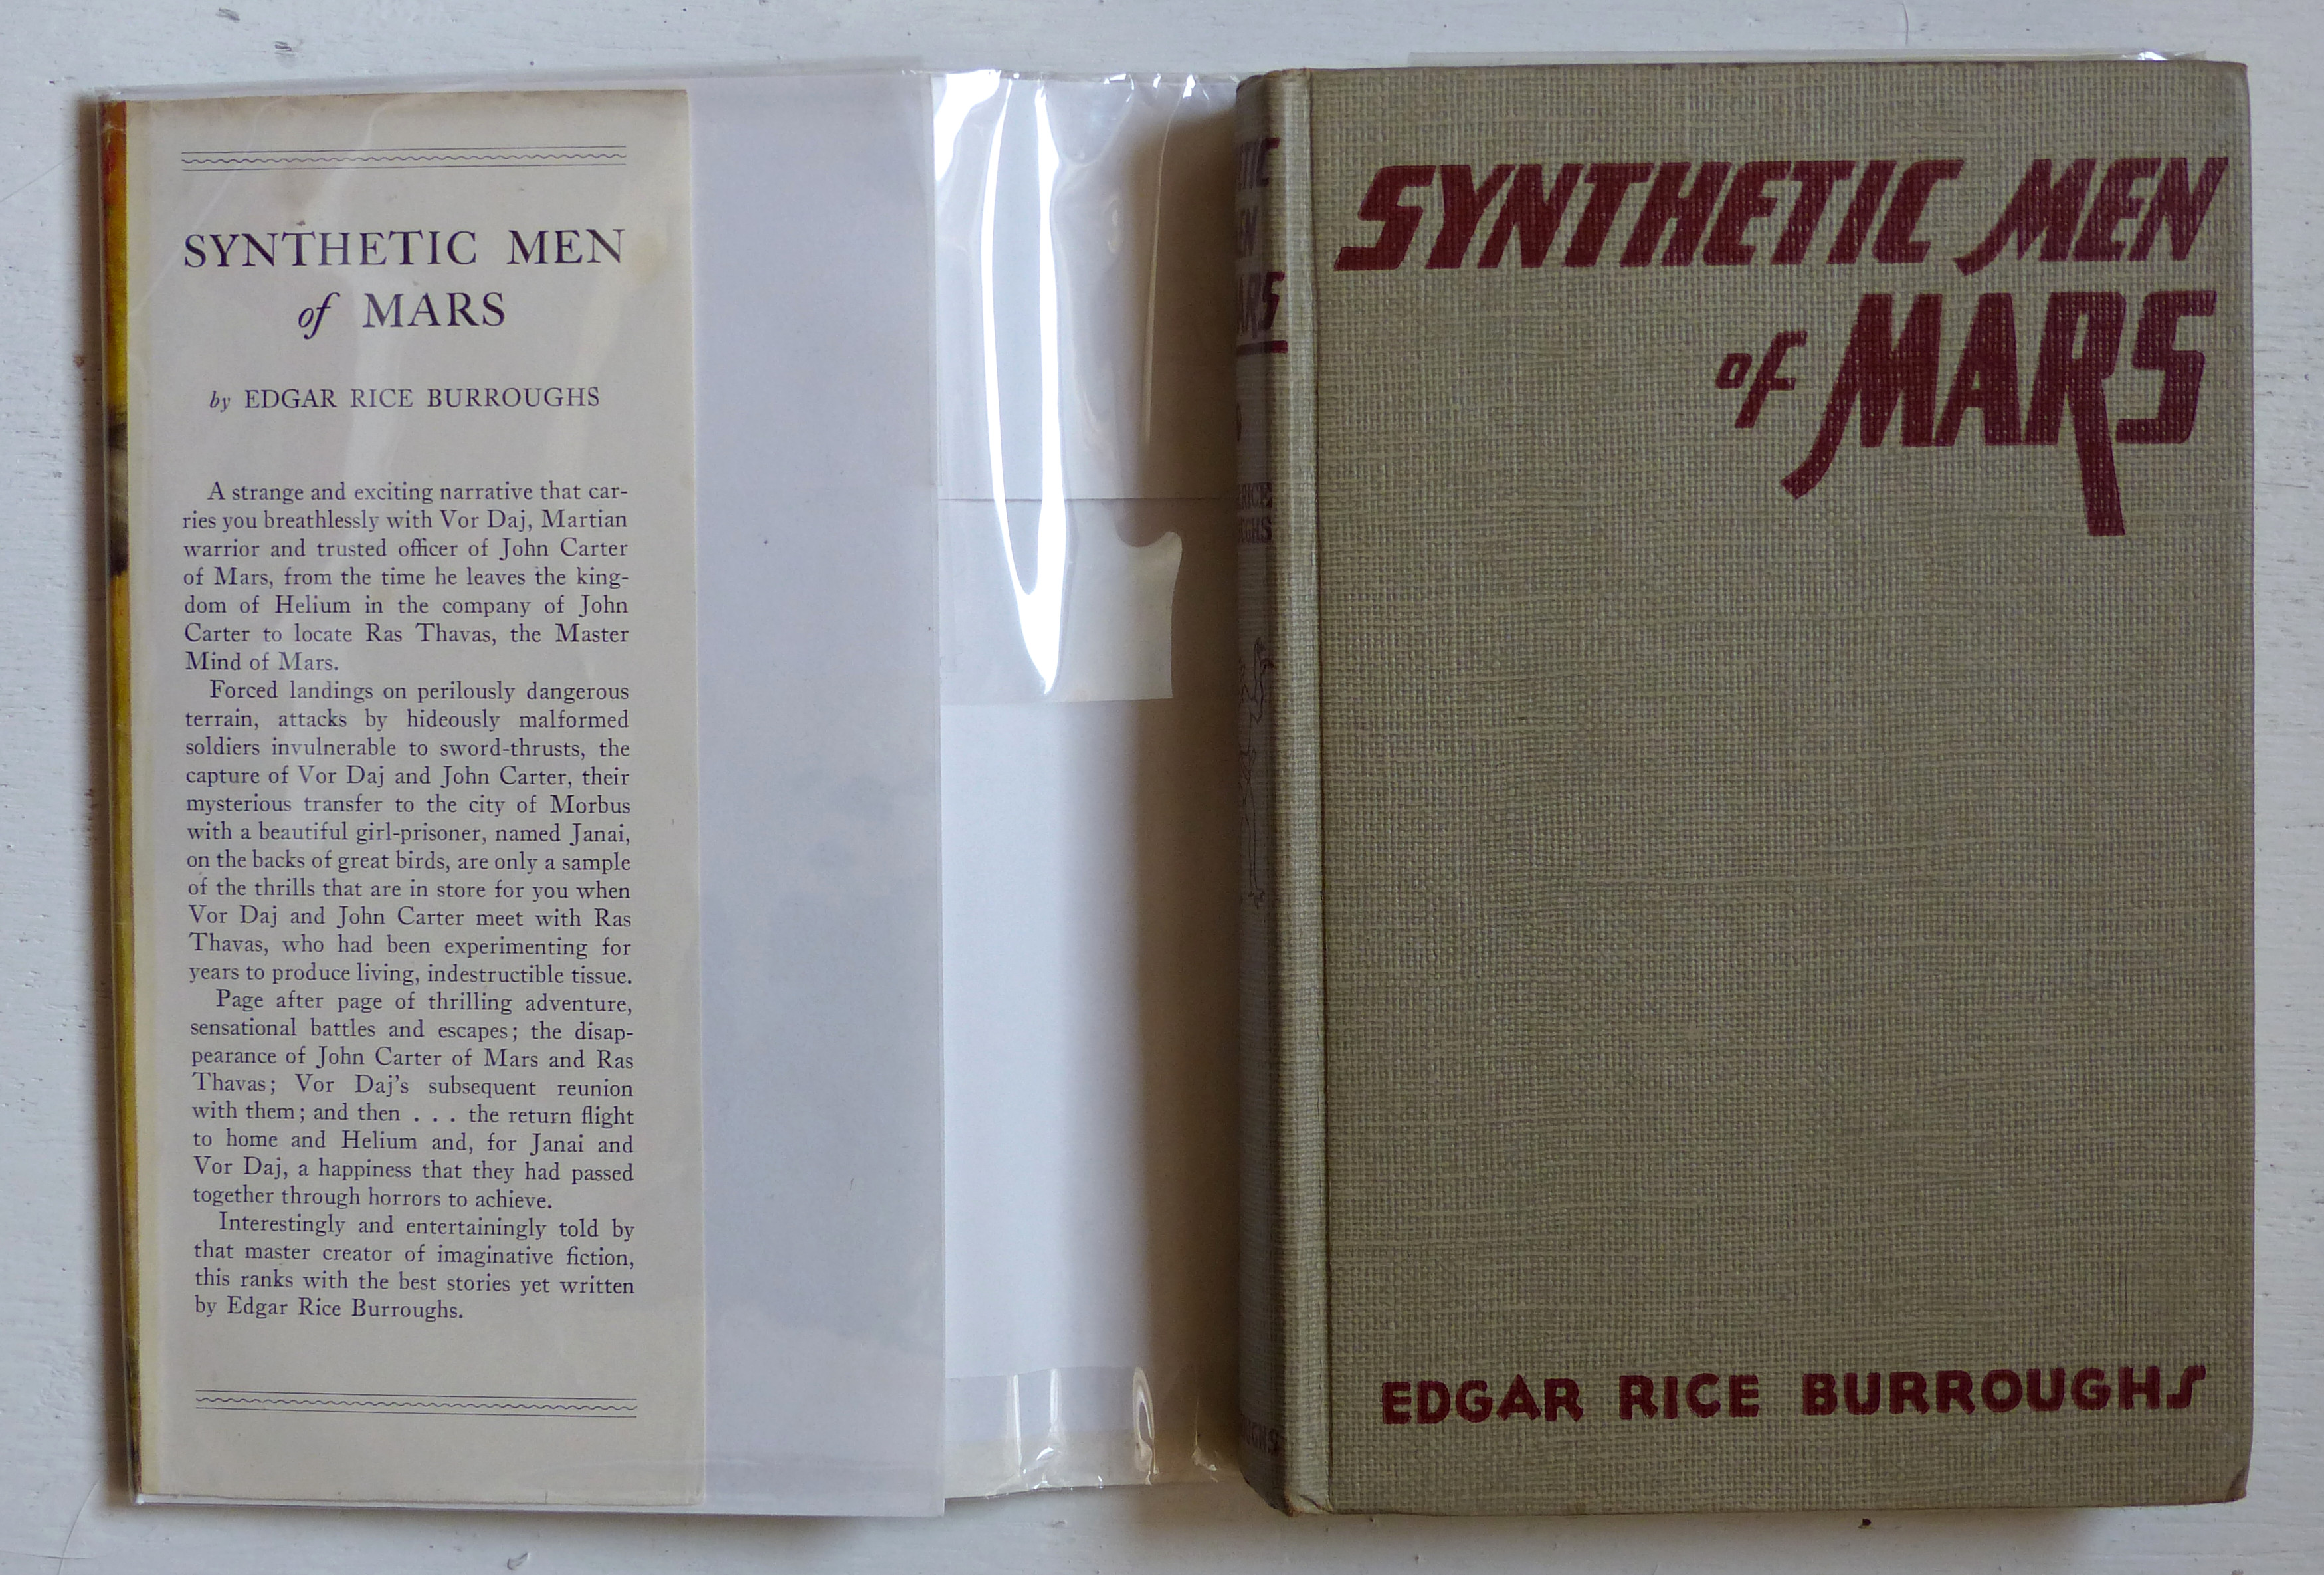 SYNTHETIC MEN
of MARS
by EDGAR RICE BURROUGHS
A strange and exciting narrative that car-
ries you breathlessly with Vor Daj, Martian
warrior and trusted officer of John Carter
of Mars, from the time he leaves the king-
dom of Helium in the company of John
Carter to locate Ras Thavas, the Master
Mind of Mars.
Forced landings on perilously dangerous
terrain, attacks by hideously malformed
soldiers invulnerable to sword-thrusts, the
capture of Vor Daj and John Carter, their
mysterious transfer to the city of Morbus
with a beautiful girl-prisoner, named Janai,
on the backs of great birds, are only a sample
of the thrills that are in store for you when
Vor Daj and John Carter meet with Ras
Thavas, who had been experimenting for
years to produce living, indestructible tissue.
Page after page of thrilling adventure,
sensational battles and escapes; the disap-
pearance of John Carter of Mars and Ras
Thavas; Vor Daj's subsequent reunion
with them; and then . . . the return flight
to home and Helium and, for Janai and
Vor Daj, a happiness that they had passed
together through horrors to achieve.
Interestingly and entertainingly told by
that master creator of imaginative fiction,
this ranks with the best stories yet written
by Edgar Rice Burroughs.
SYNTHETIC MEN
OF MARS
EDGAR RICE BURROUGHS